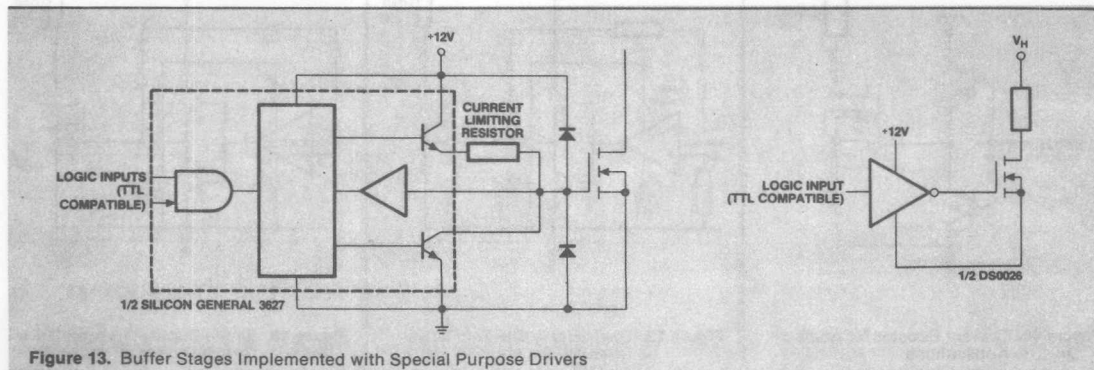 +12V
CURRENT
LIMITING
RESISTOR
LOGIC INPUTS
(TTL
COMPATIBLE)
1/2 SILICON GENERAL 3627
VH
+12V
LOGIC INPUT
(TTL COMPATIBLE)
1/2 DS0026
Figure 13. Buffer Stages Implemented with Special Purpose Drivers